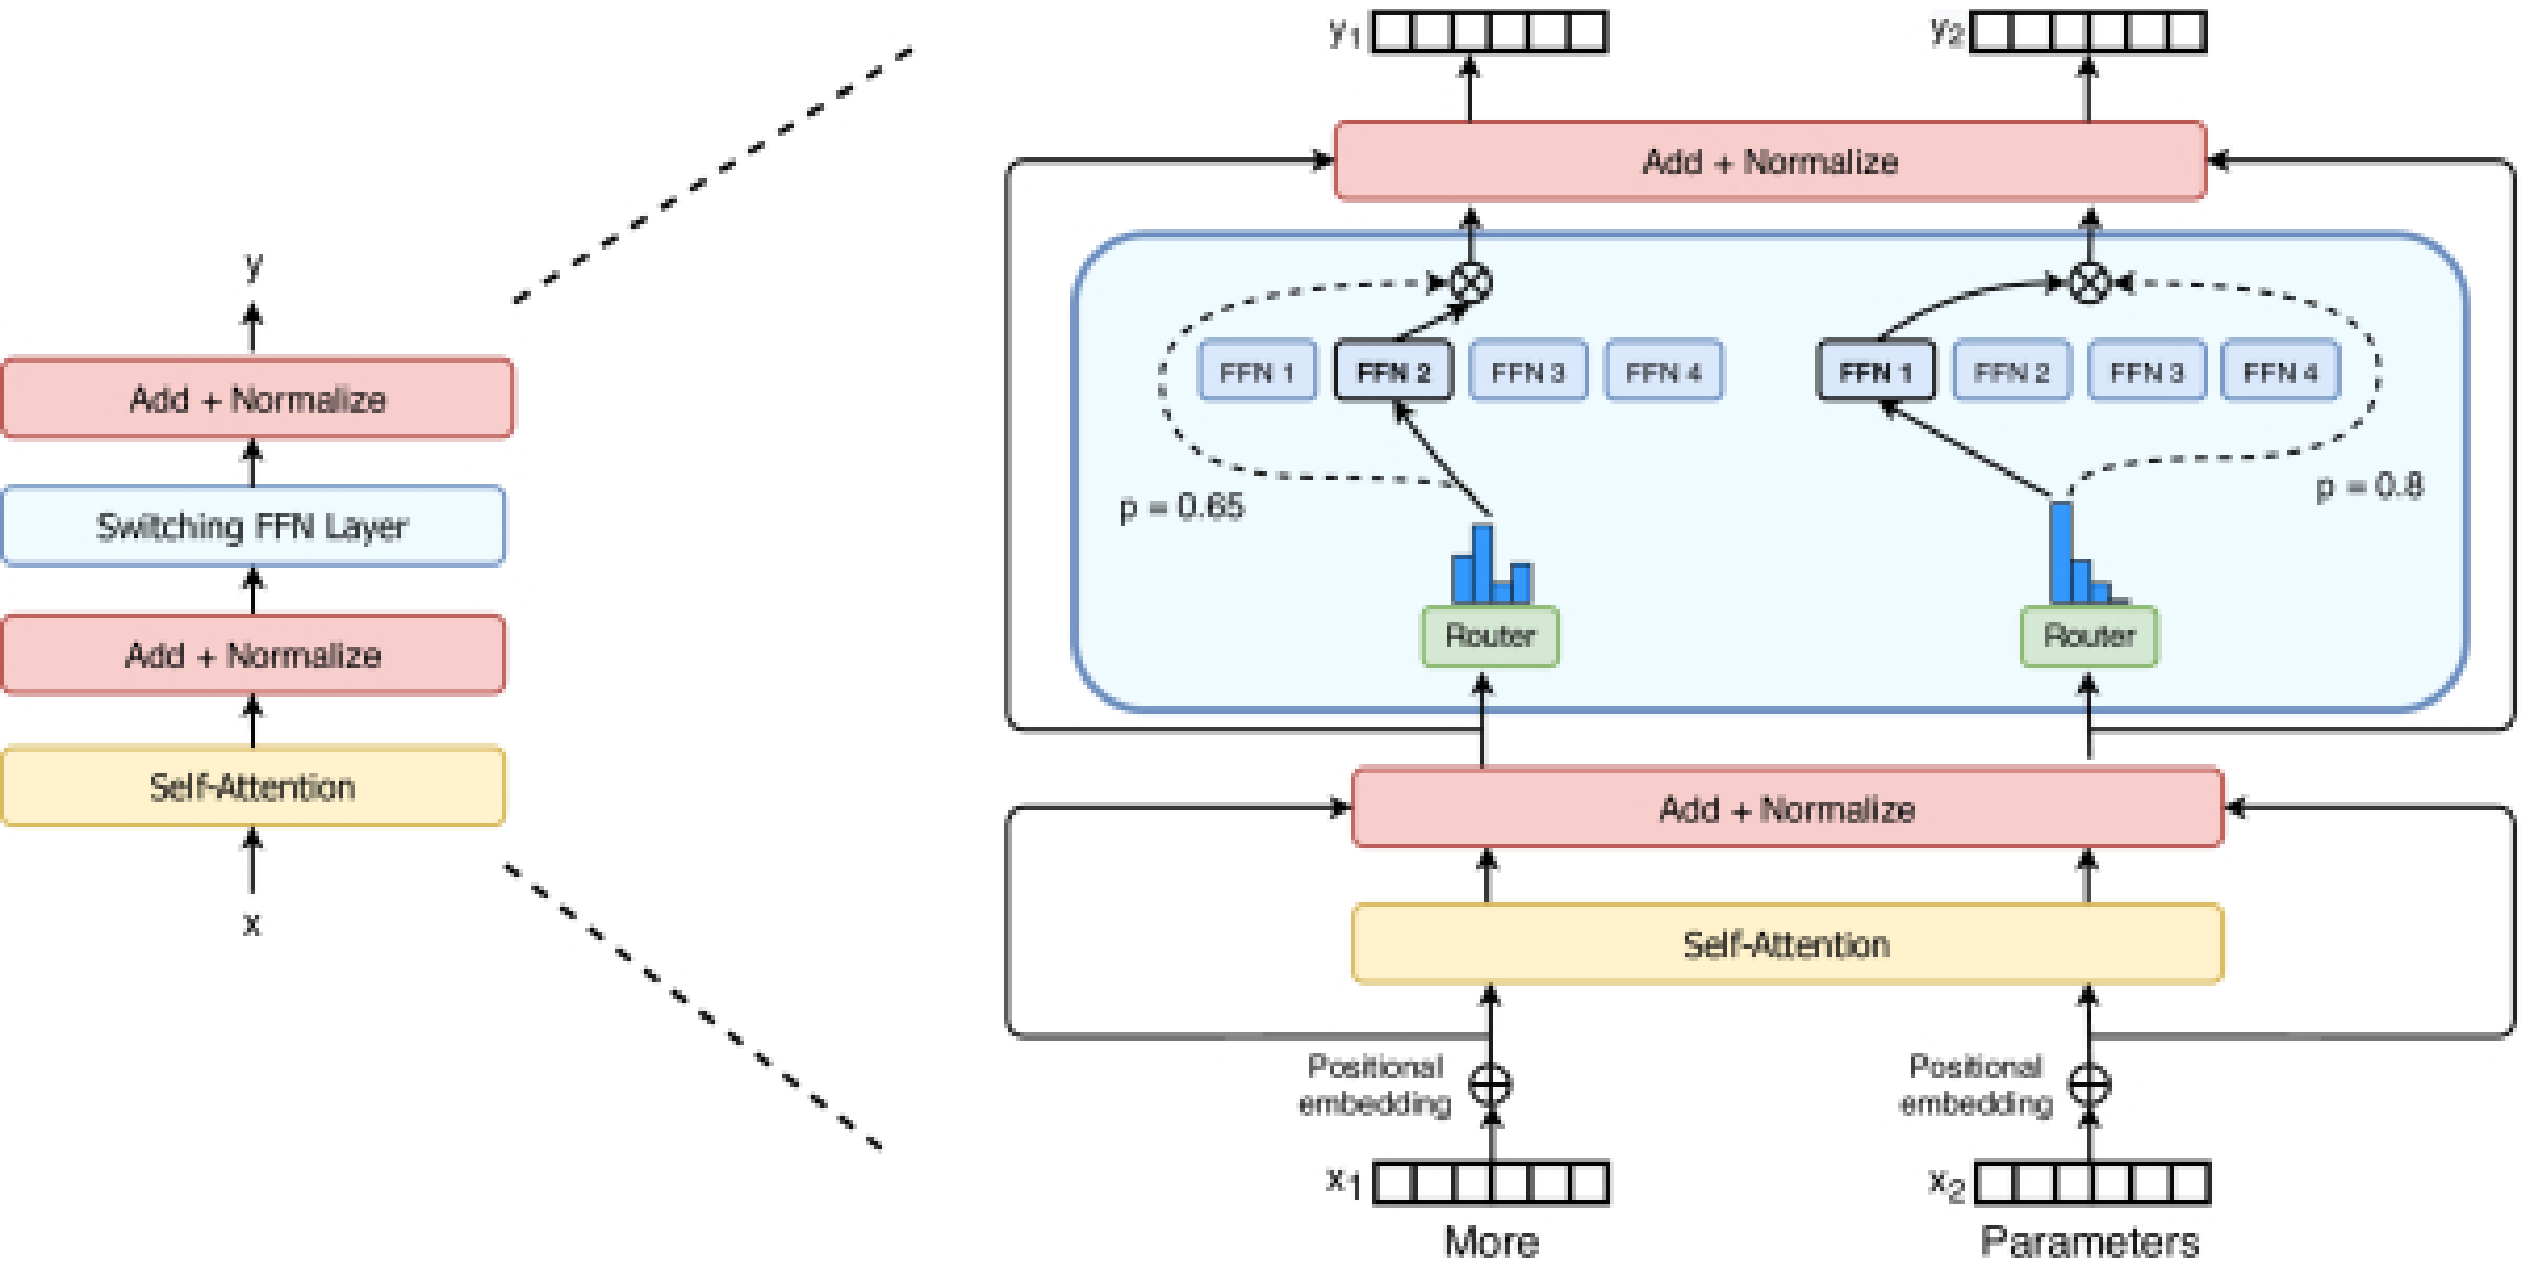 y
Add + Normalize
Switching FFN Layer
Add + Normalize
Self-Attention
x
y1
y2
Add + Normalize
FFN 1
FFN 2
FFN 3
FFN 4
FFN 1
FFN 2
FFN 3
FFN 4
p = 0.65
p = 0.8
Router
Router
Add + Normalize
Self-Attention
Positional
embedding
Positional
embedding
x1
x2
More
Parameters